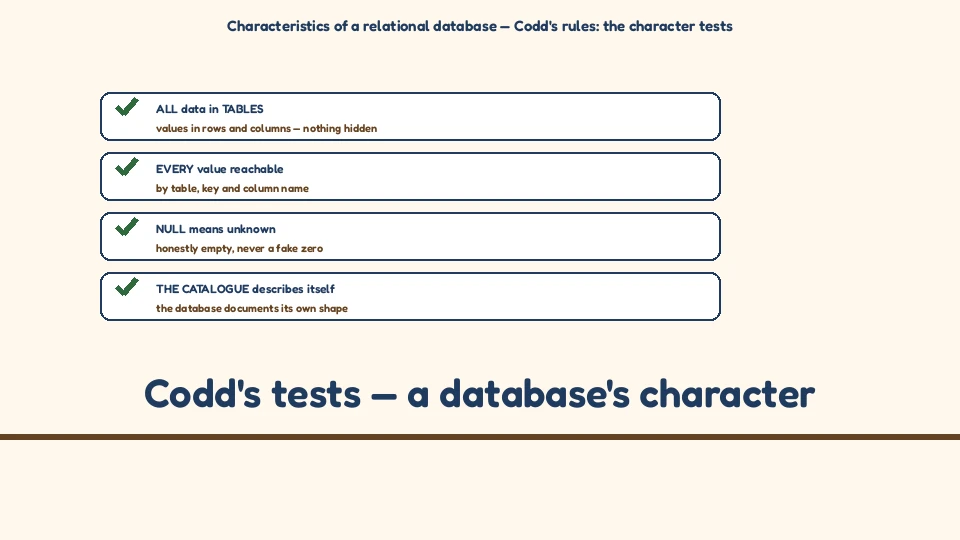 Characteristics of a relational database — Codd's rules: the character tests
ALL data in TABLES
values in rows and columns — nothing hidden
EVERY value reachable
by table, key and column name
NULL means unknown
honestly empty, never a fake zero
THE CATALOGUE describes itself
the database documents its own shape
Codd's tests — a database's character